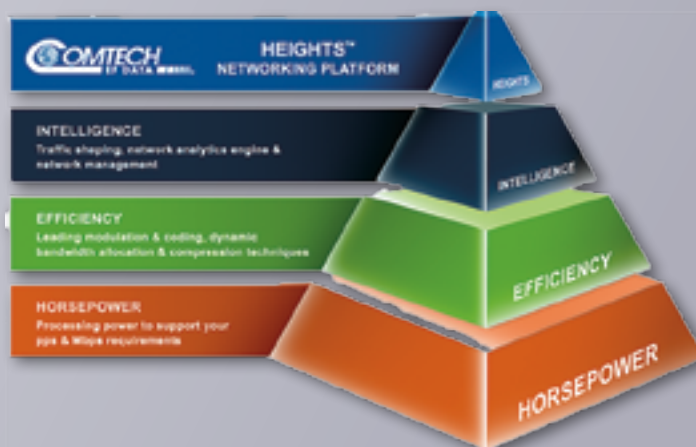 COMTECH
EF DATA
HEIGHTS™
NETWORKING PLATFORM
HEIGHTS
INTELLIGENCE
Traffic shaping, network analytics engine &
network management
INTELLIGENCE
EFFICIENCY
Leading modulation & coding, dynamic
bandwidth allocation & compression techniques
EFFICIENCY
HORSEPOWER
Processing power to support your
pps & Mbps requirements
HORSEPOWER